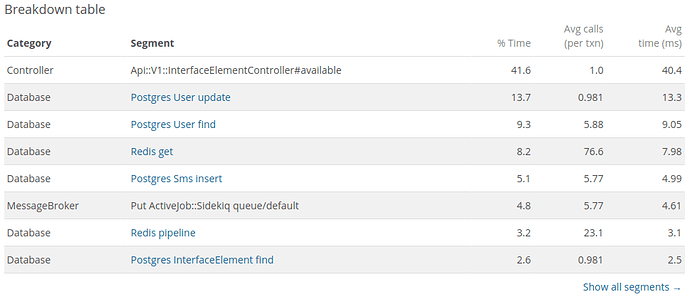 Breakdown table
Category Segment % Time Avg calls (per txn) Avg time (ms)
Controller Api::V1::InterfaceElementController#available 41.6 1.0 40.4
Database Postgres User update 13.7 0.981 13.3
Database Postgres User find 9.3 5.88 9.05
Database Redis get 8.2 76.6 7.98
Database Postgres Sms insert 5.1 5.77 4.99
MessageBroker Put ActiveJob::Sidekiq queue/default 4.8 5.77 4.61
Database Redis pipeline 3.2 23.1 3.1
Database Postgres InterfaceElement find 2.6 0.981 2.5
Show all segments →